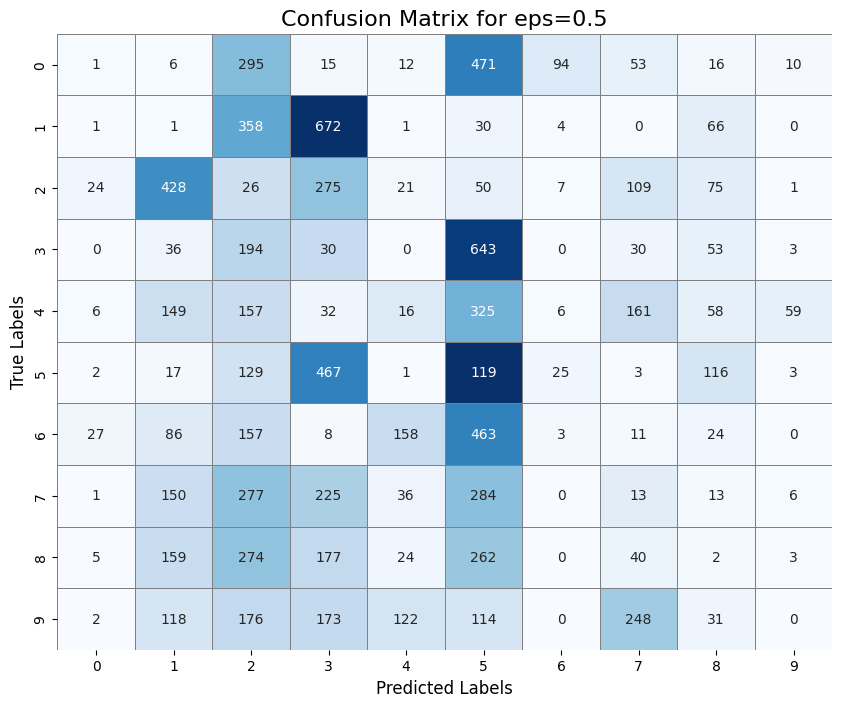 Confusion Matrix for eps=0.5
0 1 6 295 15 12 471 94 53 16 10
1 1 1 358 672 1 30 4 0 66 0
2 24 428 26 275 21 50 7 109 75 1
3 0 36 194 30 0 643 0 30 53 3
4 6 149 157 32 16 325 6 161 58 59
5 2 17 129 467 1 119 25 3 116 3
6 27 86 157 8 158 463 3 11 24 0
7 1 150 277 225 36 284 0 13 13 6
8 5 159 274 177 24 262 0 40 2 3
9 2 118 176 173 122 114 0 248 31 0
0 1 2 3 4 5 6 7 8 9
True Labels
Predicted Labels